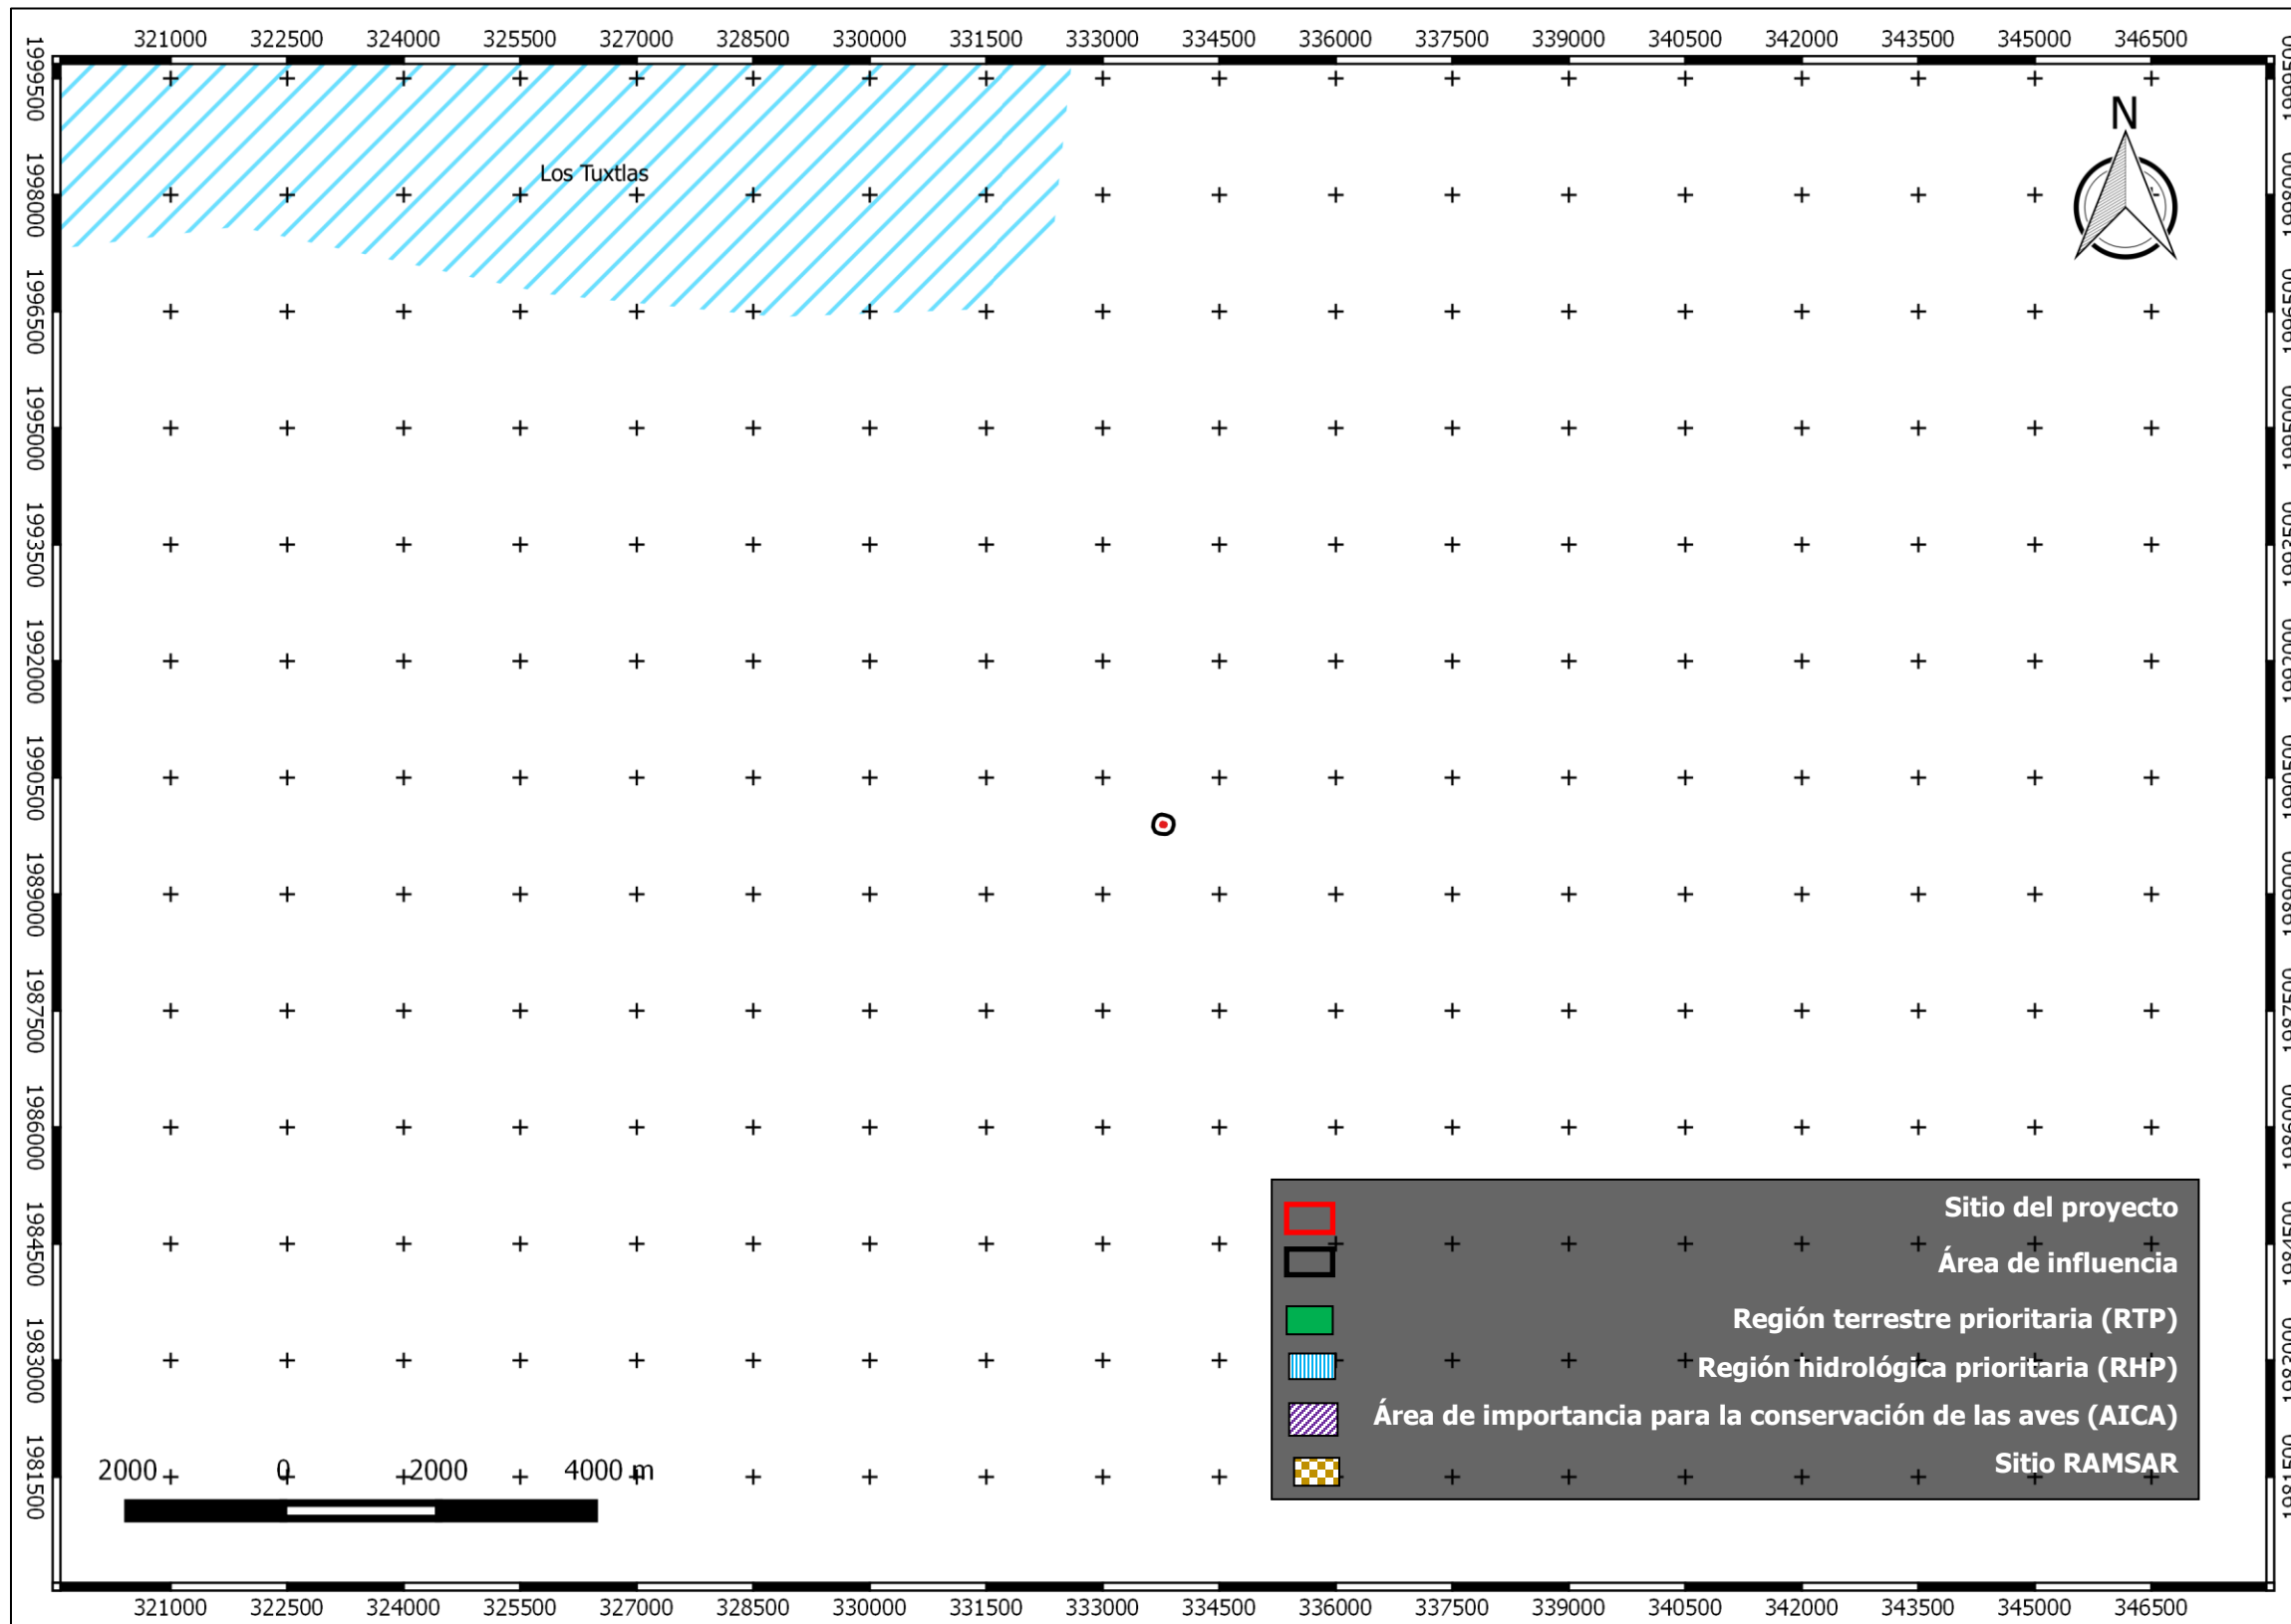 321000 322500 324000 325500 327000 328500 330000 331500 333000 334500 336000 337500 339000 340500 342000 343500 345000 346500
1999500
1998000
1996500
1995000
1993500
1992000
1990500
1989000
1987500
1986000
1984500
1983000
1981500
N
Los Tuxtlas
Sitio del proyecto
Área de influencia
Región terrestre prioritaria (RTP)
Región hidrológica prioritaria (RHP)
Área de importancia para la conservación de las aves (AICA)
Sitio RAMSAR
2000 0 2000 4000 m
321000 322500 324000 325500 327000 328500 330000 331500 333000 334500 336000 337500 339000 340500 342000 343500 345000 346500